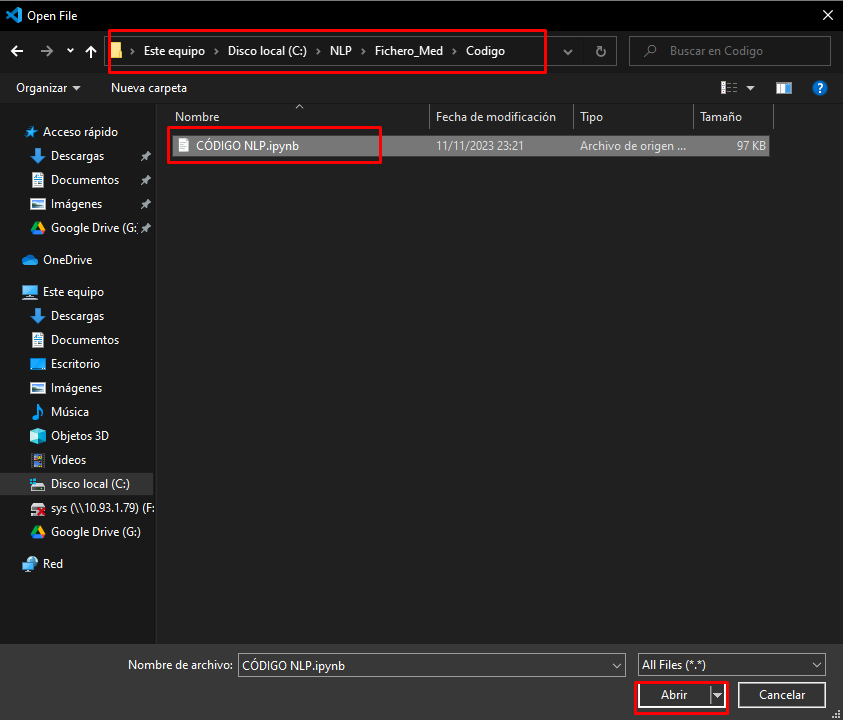 Open File
Este equipo > Disco local (C:) > NLP > Fichero_Med > Codigo
Buscar en Codigo
Organizar
Nueva carpeta
Nombre
Fecha de modificación
Tipo
Tamaño
CÓDIGO NLP.ipynb
11/11/2023 23:21
Archivo de origen ...
97 KB
Acceso rápido
Descargas
Documentos
Imágenes
Google Drive (G:
OneDrive
Este equipo
Descargas
Documentos
Escritorio
Imágenes
Música
Objetos 3D
Videos
Disco local (C:)
sys (\\10.93.1.79) (F:
Google Drive (G:)
Red
Nombre de archivo:
CÓDIGO NLP.ipynb
All Files (*.*)
Abrir
Cancelar